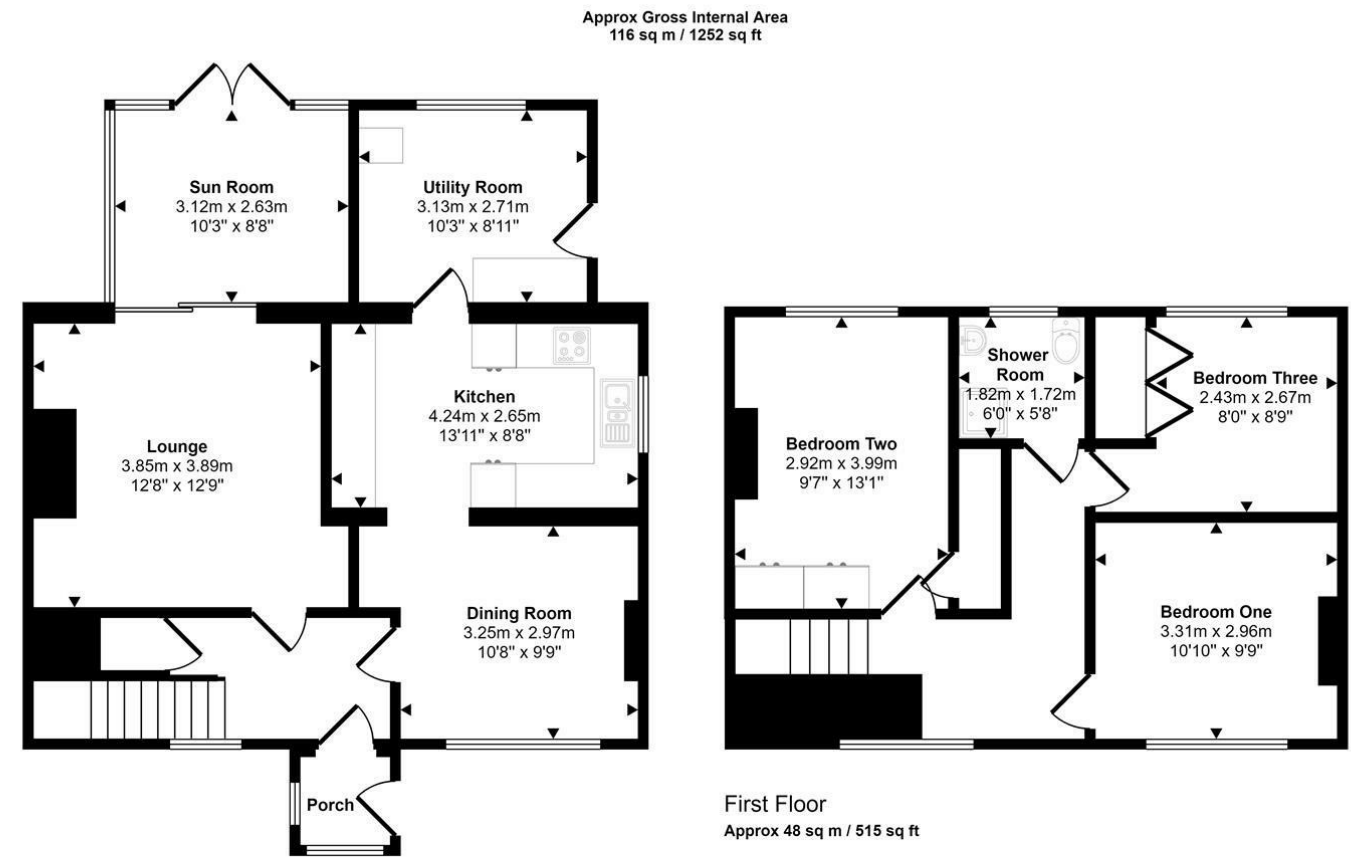 Approx Gross Internal Area
116 sq m / 1252 sq ft
Sun Room
3.12m x 2.63m
10'3" x 8'8"
Utility Room
3.13m x 2.71m
10'3" x 8'11"
Kitchen
4.24m x 2.65m
13'11" x 8'8"
Lounge
3.85m x 3.89m
12'8" x 12'9"
Dining Room
3.25m x 2.97m
10'8" x 9'9"
Porch
Shower
Room
1.82m x 1.72m
6'0" x 5'8"
Bedroom Three
2.43m x 2.67m
8'0" x 8'9"
Bedroom Two
2.92m x 3.99m
9'7" x 13'1"
Bedroom One
3.31m x 2.96m
10'10" x 9'9"
First Floor
Approx 48 sq m / 515 sq ft